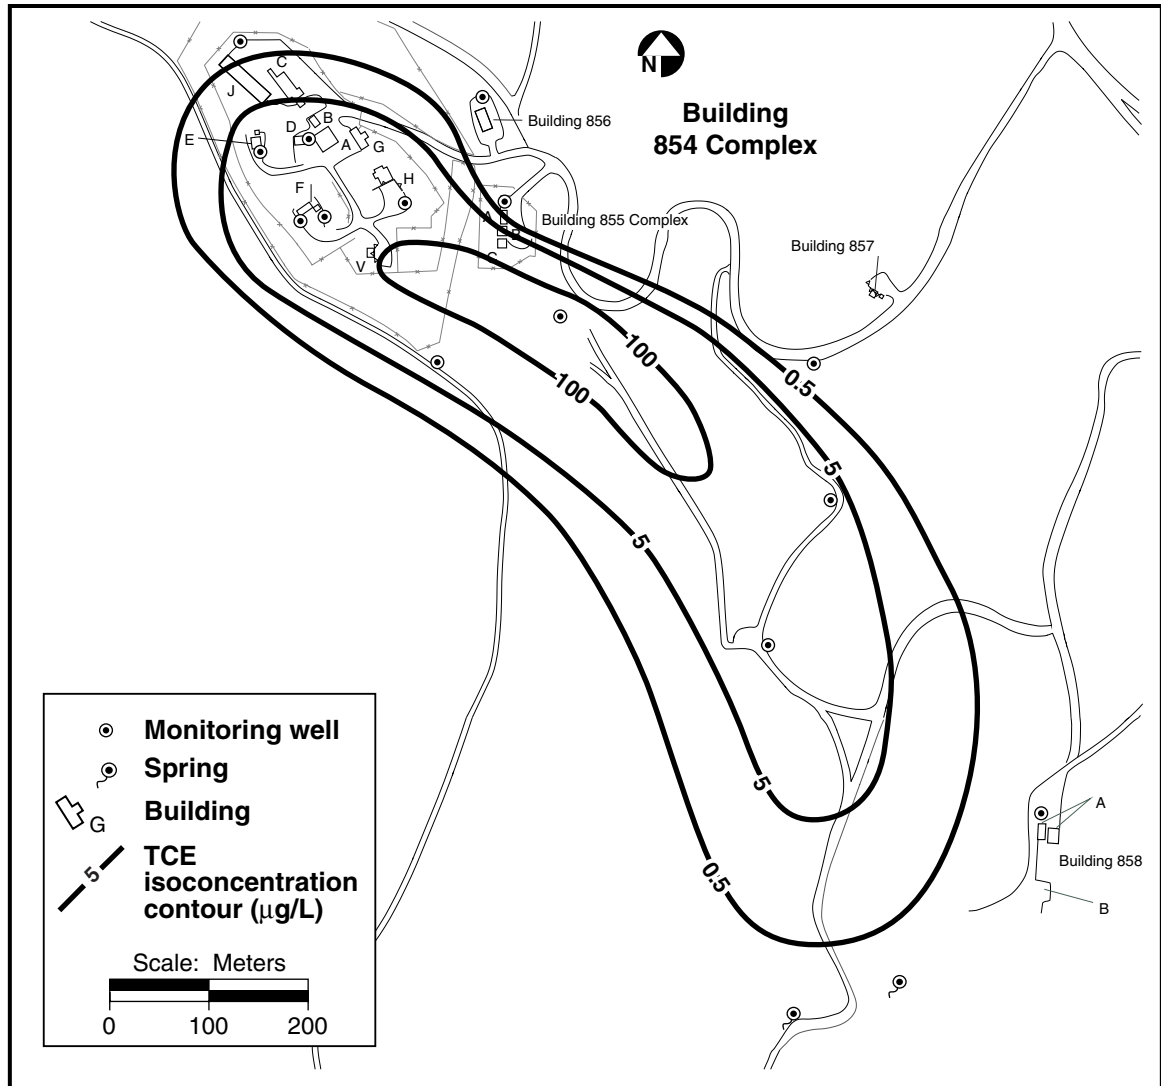 N
Building
854 Complex
C
J
B
D
E
A
G
H
F
V
Building 856
A
Building 855 Complex
B
C
Building 857
100
100
0.5
5
5
5
0.5
A
Building 858
B
Monitoring well
Spring
G
Building
5
TCE
isoconcentration
contour (µg/L)
Scale: Meters
0 100 200